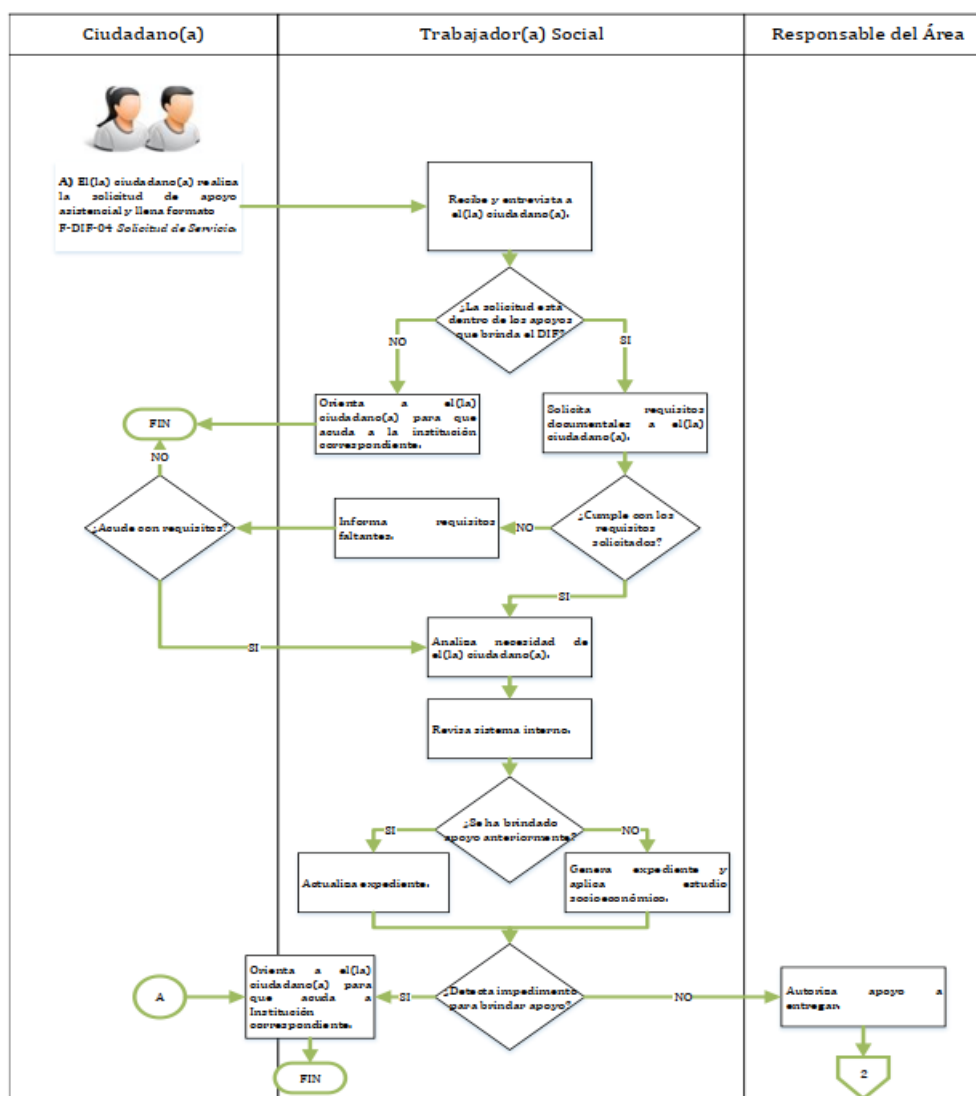 Ciudadano(a)
Trabajador(a) Social
Responsable del Área
A) El(la) ciudadano(a) realiza
la solicitud de apoyo
asistencial y llena formato
F-DIF-04 Solicitud de Servicio.
Recibe y entrevista a
el(la) ciudadano(a).
¿La solicitud está
dentro de los apoyos
que brinda el DIF?
NO
SI
Orienta a el(la)
ciudadano(a) para que
acuda a la institución
correspondiente.
Solicita requisitos
documentales a el(la)
ciudadano(a).
FIN
NO
¿Acude con requisitos?
Informa requisitos
faltantes.
NO
¿Cumple con los
requisitos
solicitados?
SI
SI
Analiza necesidad de
el(la) ciudadano(a).
Revisa sistema interno.
¿Se ha brindado
apoyo anteriormente?
SI
NO
Actualiza expediente.
Genera expediente y
aplica estudio
socioeconómico.
A
Orienta a el(la)
ciudadano(a) para
que acuda a
Institución
correspondiente.
SI
¿Detecta impedimento
para brindar apoyo?
NO
Autoriza apoyo a
entregar.
FIN
2